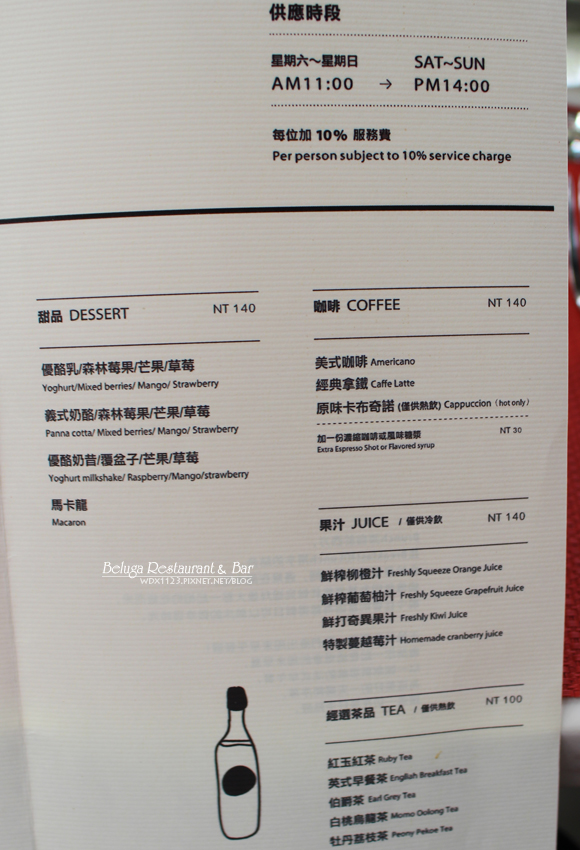 供應時段
星期六～星期日 SAT~SUN
AM11:00 → PM14:00
每位加 10% 服務費
Per person subject to 10% service charge
甜品 DESSERT NT 140
優酪乳/森林莓果/芒果/草莓
Yoghurt/Mixed berries/ Mango/ Strawberry
義式奶酪/森林莓果/芒果/草莓
Panna cotta/ Mixed berries/ Mango/ Strawberry
優酪奶昔/覆盆子/芒果/草莓
Yoghurt milkshake/ Raspberry/Mango/strawberry
馬卡龍
Macaron
咖啡 COFFEE NT 140
美式咖啡 Americano
經典拿鐵 Caffe Latte
原味卡布奇諾 (僅供熱飲) Cappuccion (hot only)
加一份濃縮咖啡或風味糖漿 NT 30
Extra Espresso Shot or Flavored syrup
果汁 JUICE / 僅供冷飲 NT 140
鮮榨柳橙汁 Freshly Squeeze Orange Juice
鮮榨葡萄柚汁 Freshly Squeeze Grapefruit Juice
鮮打奇異果汁 Freshly Kiwi Juice
特製蔓越莓汁 Homemade cranberry juice
經選茶品 TEA / 僅供熱飲 NT 100
紅玉紅茶 Ruby Tea
英式早餐茶 English Breakfast Tea
伯爵茶 Earl Grey Tea
白桃烏龍茶 Momo Oolong Tea
牡丹荔枝茶 Peony Pekoe Tea
Beluga Restaurant & Bar
WDX1123.PIXNET.NET/BLOG